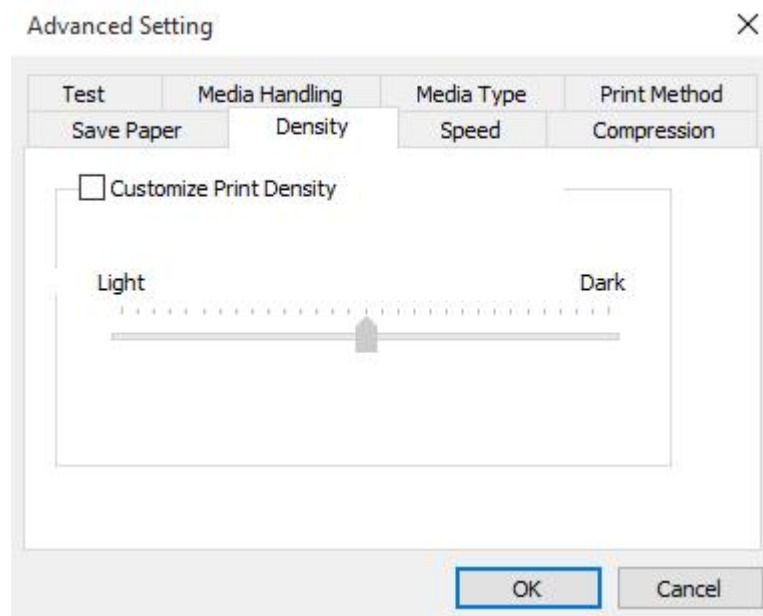 Advanced Setting
Test Media Handling Media Type Print Method
Save Paper Density Speed Compression
Customize Print Density
Light Dark
OK Cancel